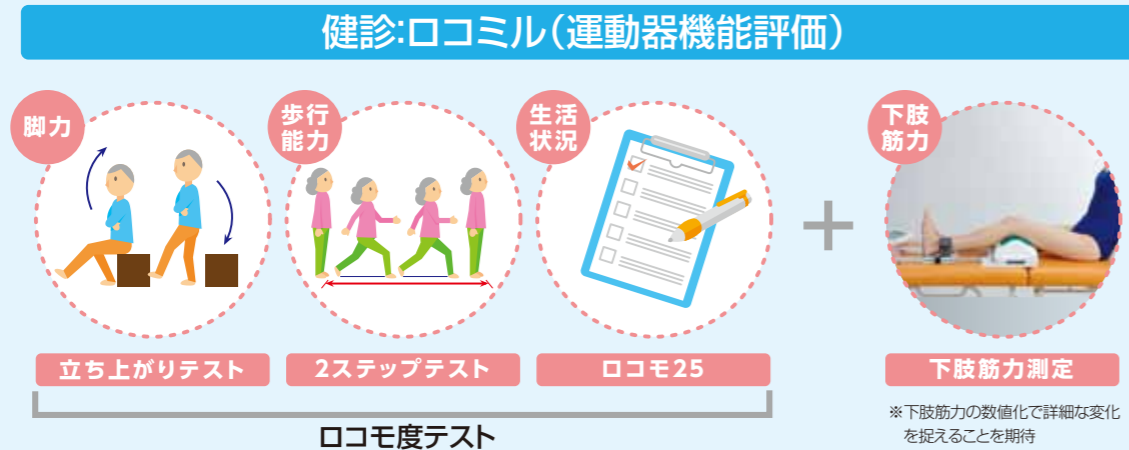 健診:ロコミル(運動器機能評価)
脚力
歩行
能力
生活
状況
下肢
筋力
立ち上がりテスト
2ステップテスト
ロコモ25
下肢筋力測定
ロコモ度テスト
※下肢筋力の数値化で詳細な変化
を捉えることを期待